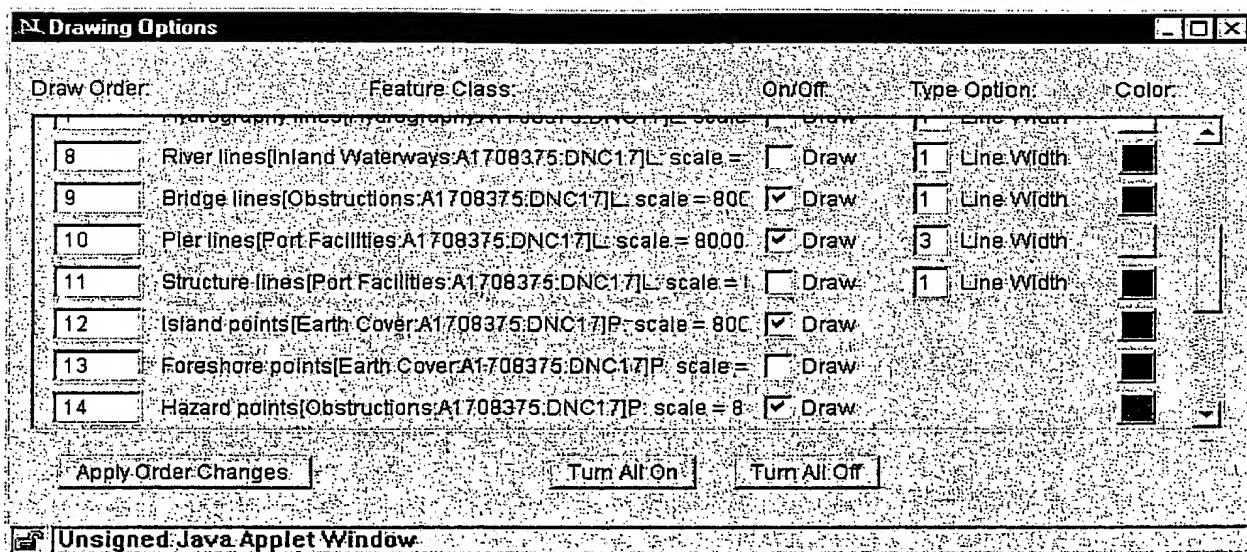 Drawing Options
Draw Order: Feature Class: On/Off: Type Option: Color:
8 River lines[Inland Waterways:A1708375:DNC17]L: scale = Draw 1 Line Width
9 Bridge lines[Obstructions:A1708375:DNC17]L: scale = 800 Draw 1 Line Width
10 Pier lines[Port Facilities:A1708375:DNC17]L: scale = 8000 Draw 3 Line Width
11 Structure lines[Port Facilities:A1708375:DNC17]L: scale = Draw 1 Line Width
12 Island points[Earth Cover:A1708375:DNC17]P: scale = 800 Draw
13 Foreshore points[Earth Cover:A1708375:DNC17]P: scale = Draw
14 Hazard points[Obstructions:A1708375:DNC17]P: scale = 8 Draw
Apply Order Changes Turn All On Turn All Off
Unsigned Java Applet Window